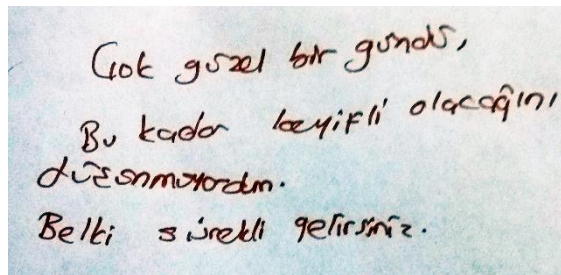 Çok güzel bir gündü,
Bu kadar keyifli olacağını
düşünmüyordum.
Belki sürekli gelirsiniz.